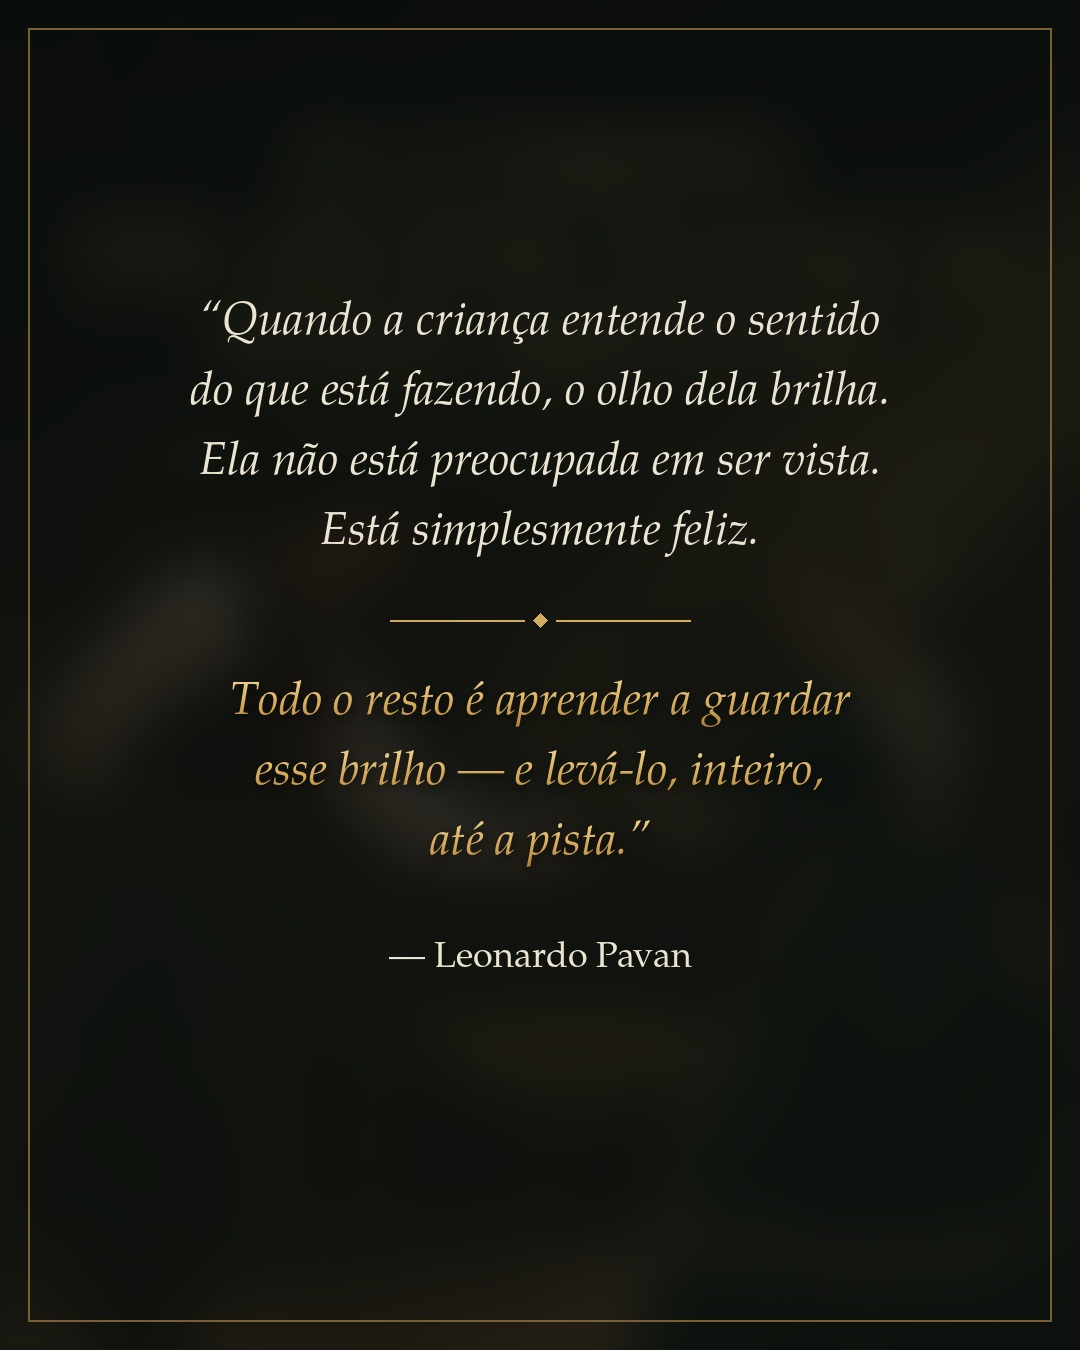 “Quando a criança entende o sentido
do que está fazendo, o olho dela brilha.
Ela não está preocupada em ser vista.
Está simplesmente feliz.
Todo o resto é aprender a guardar
esse brilho — e levá-lo, inteiro,
até a pista.”
— Leonardo Pavan